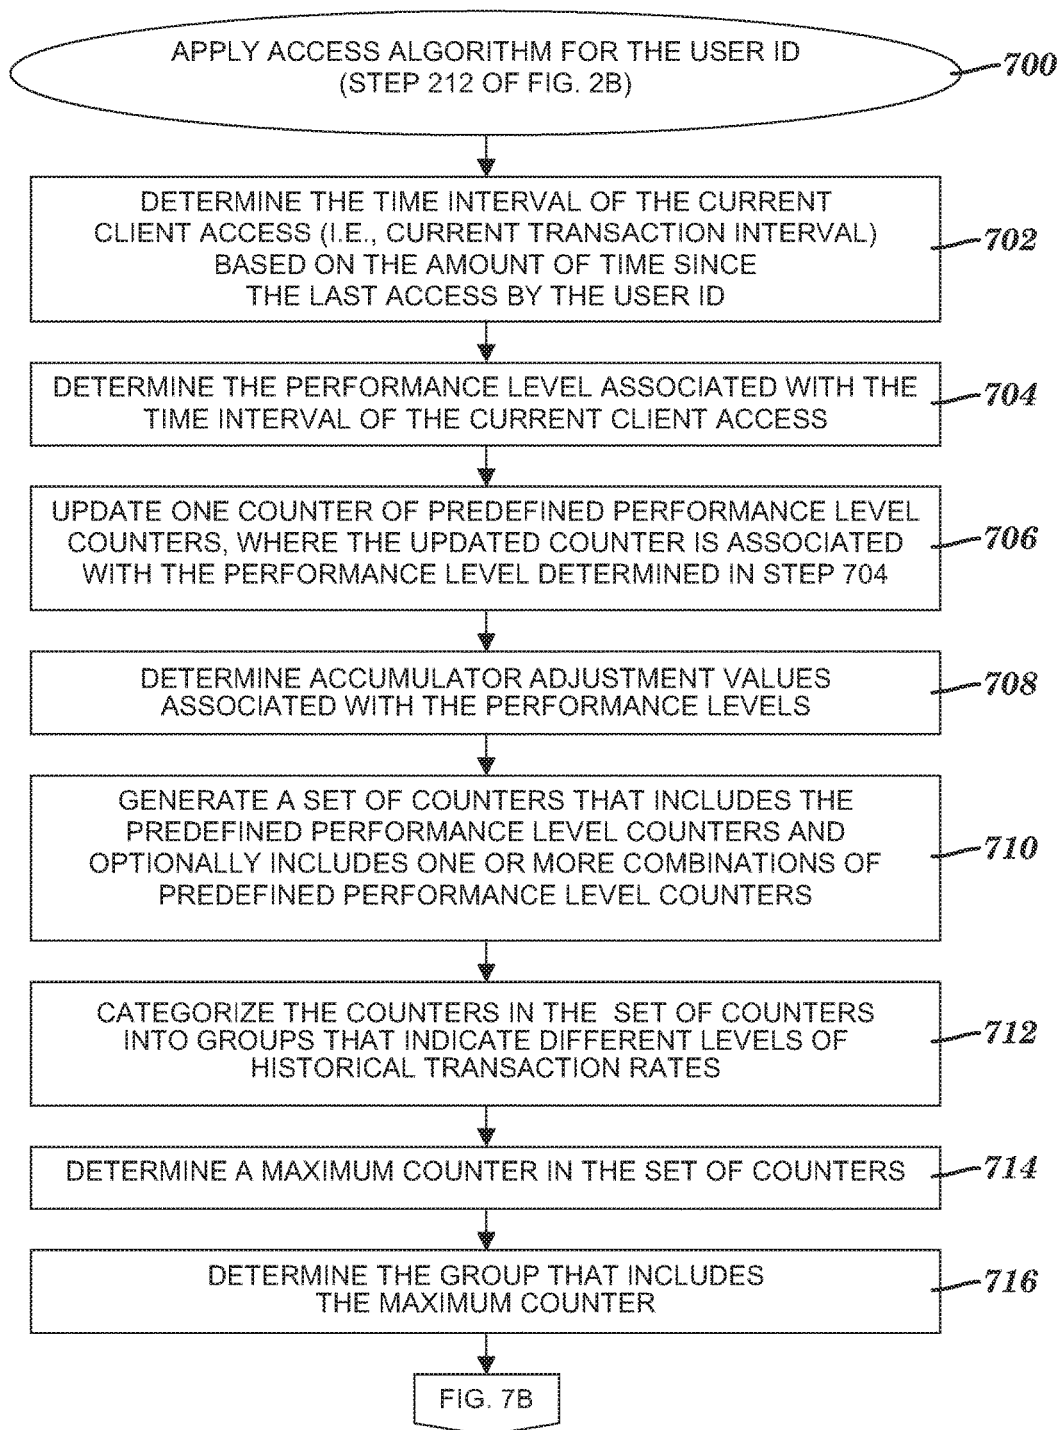 APPLY ACCESS ALGORITHM FOR THE USER ID
(STEP 212 OF FIG. 2B)
700
DETERMINE THE TIME INTERVAL OF THE CURRENT
CLIENT ACCESS (I.E., CURRENT TRANSACTION INTERVAL)
BASED ON THE AMOUNT OF TIME SINCE
THE LAST ACCESS BY THE USER ID
702
DETERMINE THE PERFORMANCE LEVEL ASSOCIATED WITH THE
TIME INTERVAL OF THE CURRENT CLIENT ACCESS
704
UPDATE ONE COUNTER OF PREDEFINED PERFORMANCE LEVEL
COUNTERS, WHERE THE UPDATED COUNTER IS ASSOCIATED
WITH THE PERFORMANCE LEVEL DETERMINED IN STEP 704
706
DETERMINE ACCUMULATOR ADJUSTMENT VALUES
ASSOCIATED WITH THE PERFORMANCE LEVELS
708
GENERATE A SET OF COUNTERS THAT INCLUDES THE
PREDEFINED PERFORMANCE LEVEL COUNTERS AND
OPTIONALLY INCLUDES ONE OR MORE COMBINATIONS OF
PREDEFINED PERFORMANCE LEVEL COUNTERS
710
CATEGORIZE THE COUNTERS IN THE SET OF COUNTERS
INTO GROUPS THAT INDICATE DIFFERENT LEVELS OF
HISTORICAL TRANSACTION RATES
712
DETERMINE A MAXIMUM COUNTER IN THE SET OF COUNTERS
714
DETERMINE THE GROUP THAT INCLUDES
THE MAXIMUM COUNTER
716
FIG. 7B